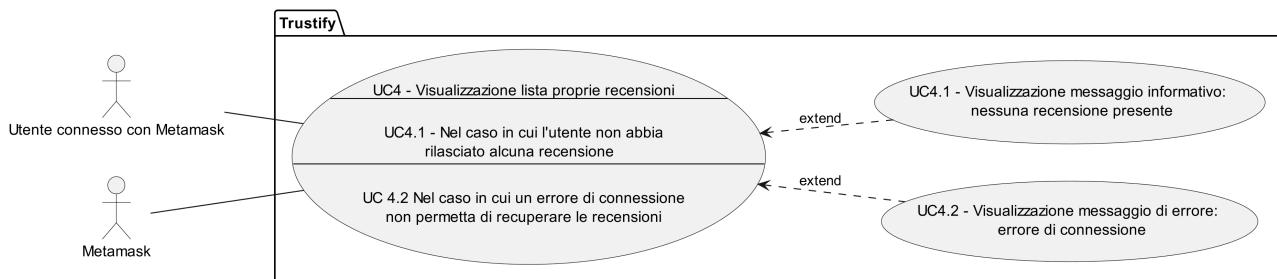 Trustify
Utente connesso con Metamask
Metamask
UC4 - Visualizzazione lista proprie recensioni
UC4.1 - Nel caso in cui l'utente non abbia
rilasciato alcuna recensione
UC 4.2 Nel caso in cui un errore di connessione
non permetta di recuperare le recensioni
extend
extend
UC4.1 - Visualizzazione messaggio informativo:
nessuna recensione presente
UC4.2 - Visualizzazione messaggio di errore:
errore di connessione